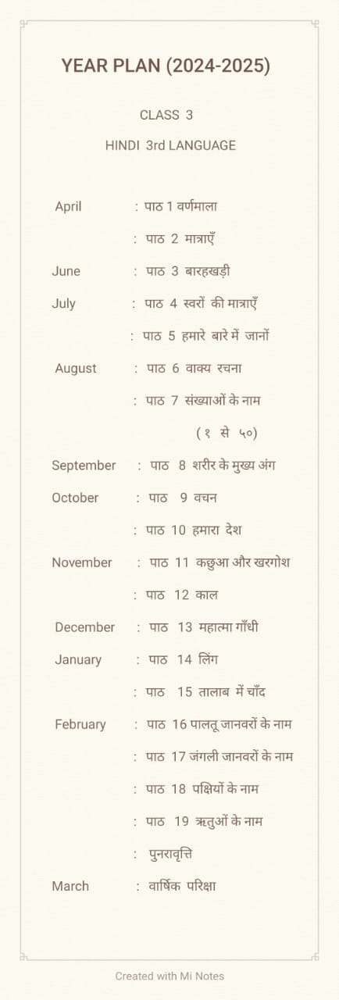 YEAR PLAN (2024-2025)
CLASS 3
HINDI 3rd LANGUAGE
April : पाठ 1 वर्णमाला
: पाठ 2 मात्राएँ
June : पाठ 3 बारहखड़ी
July : पाठ 4 स्वरों की मात्राएँ
: पाठ 5 हमारे बारे में जानों
August : पाठ 6 वाक्य रचना
: पाठ 7 संख्याओं के नाम
( १ से ५०)
September : पाठ 8 शरीर के मुख्य अंग
October : पाठ 9 वचन
: पाठ 10 हमारा देश
November : पाठ 11 कछुआ और खरगोश
: पाठ 12 काल
December : पाठ 13 महात्मा गाँधी
January : पाठ 14 लिंग
: पाठ 15 तालाब में चाँद
February : पाठ 16 पालतू जानवरों के नाम
: पाठ 17 जंगली जानवरों के नाम
: पाठ 18 पक्षियों के नाम
: पाठ 19 ऋतुओं के नाम
: पुनरावृत्ति
March : वार्षिक परिक्षा
Created with Mi Notes